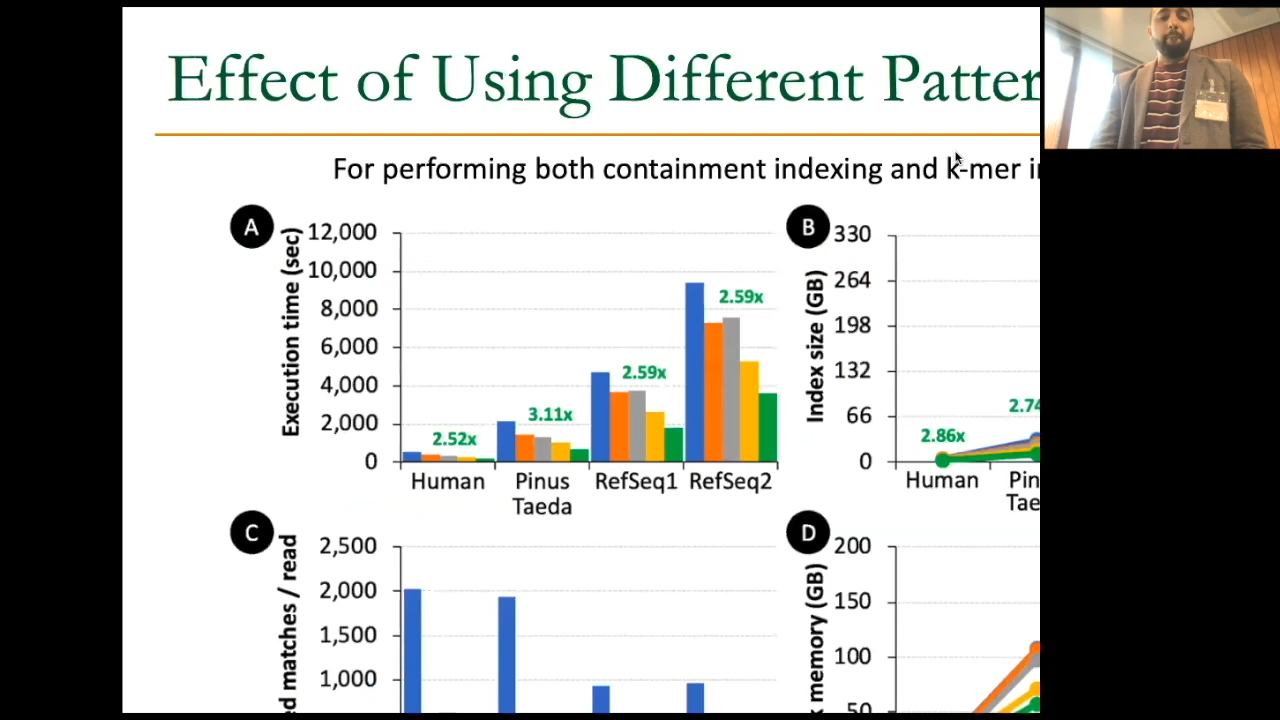 Effect of Using Different Patter
For performing both containment indexing and k-mer i
A
Execution time (sec)
12,000
10,000
8,000
6,000
4,000
2,000
0
2.52x
3.11x
2.59x
2.59x
Human
Pinus
Taeda
RefSeq1
RefSeq2
B
Index size (GB)
330
264
198
132
66
0
2.86x
2.74
Human
Pin
Tae
C
ed matches / read
2,500
2,000
1,500
1,000
D
x memory (GB)
200
150
100
50